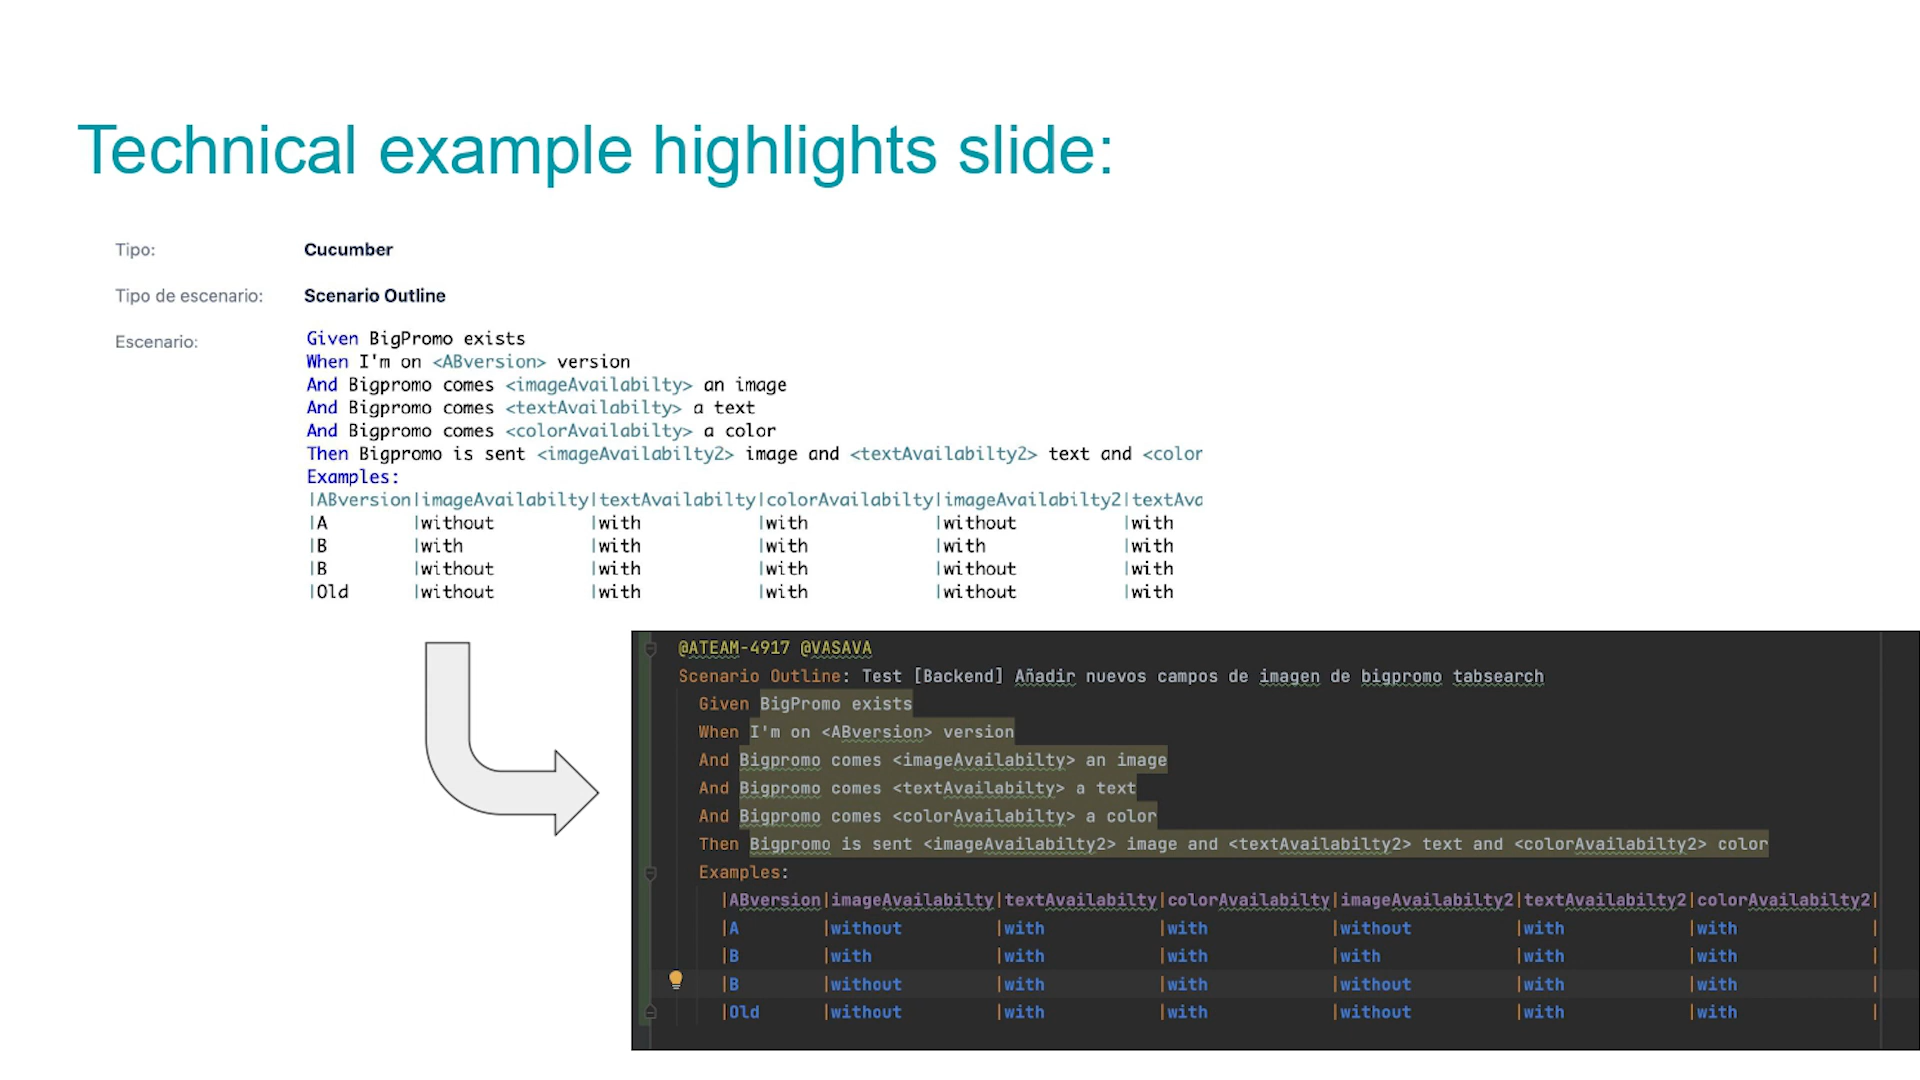 Technical example highlights slide:
Tipo: Cucumber
Tipo de escenario: Scenario Outline
Escenario: Given BigPromo exists
When I'm on <ABversion> version
And Bigpromo comes <imageAvailabilty> an image
And Bigpromo comes <textAvailabilty> a text
And Bigpromo comes <colorAvailabilty> a color
Then Bigpromo is sent <imageAvailabilty2> image and <textAvailabilty2> text and <color
Examples:
|ABversion|imageAvailabilty|textAvailabilty|colorAvailabilty|imageAvailabilty2|textAva
|A |without |with |with |without |with
|B |with |with |with |with |with
|B |without |with |with |without |with
|Old |without |with |with |without |with
@ATEAM-4917 @VASAVA
Scenario Outline: Test [Backend] Añadir nuevos campos de imagen de bigpromo tabsearch
Given BigPromo exists
When I'm on <ABversion> version
And Bigpromo comes <imageAvailabilty> an image
And Bigpromo comes <textAvailabilty> a text
And Bigpromo comes <colorAvailabilty> a color
Then Bigpromo is sent <imageAvailabilty2> image and <textAvailabilty2> text and <colorAvailabilty2> color
Examples:
|ABversion|imageAvailabilty|textAvailabilty|colorAvailabilty|imageAvailabilty2|textAvailabilty2|colorAvailabilty2|
|A |without |with |with |without |with |with |
|B |with |with |with |with |with |with |
|B |without |with |with |without |with |with |
|Old |without |with |with |without |with |with |